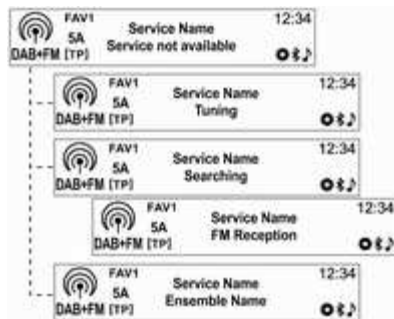 FAV1
12:34
Service Name
5A
Service not available
DAB+FM [TP]
FAV1
12:34
Service Name
5A
Tuning
DAB+FM [TP]
FAV1
12:34
Service Name
5A
Searching
DAB+FM [TP]
FAV1
12:34
Service Name
5A
FM Reception
DAB+FM [TP]
FAV1
12:34
Service Name
5A
Ensemble Name
DAB+FM [TP]